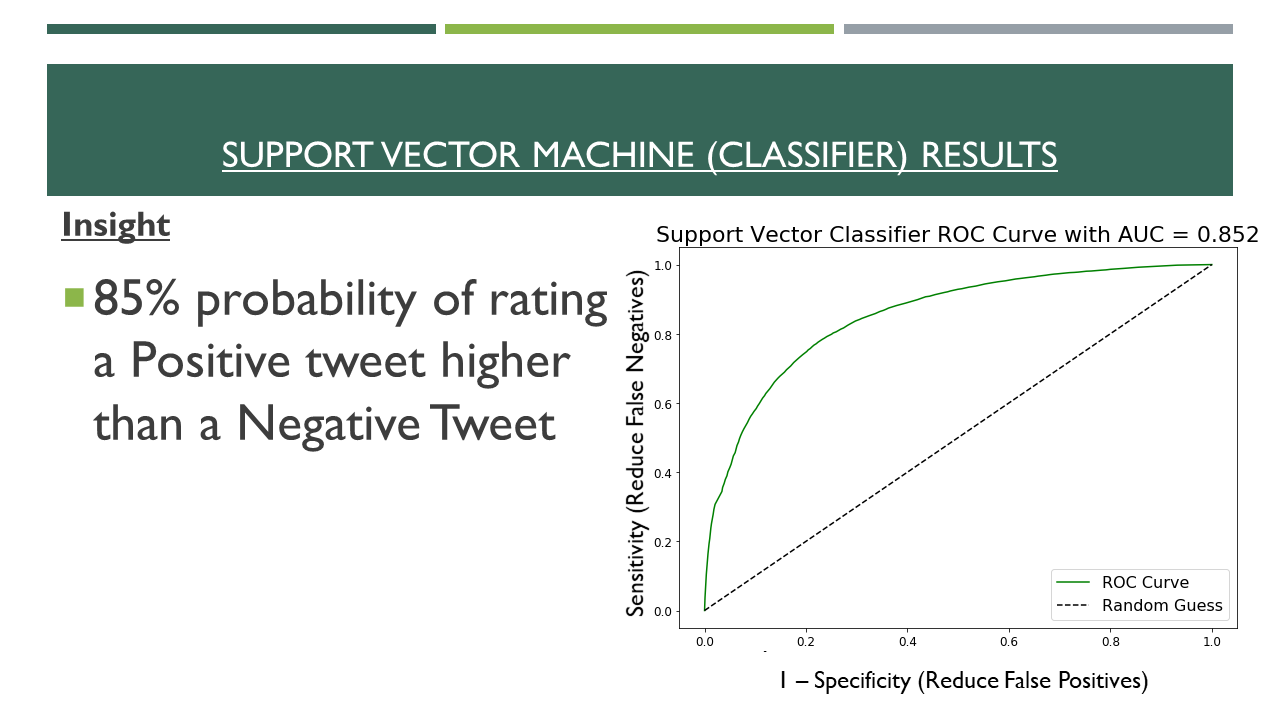 SUPPORT VECTOR MACHINE (CLASSIFIER) RESULTS
Insight
85% probability of rating
a Positive tweet higher
than a Negative Tweet
Support Vector Classifier ROC Curve with AUC = 0.852
Sensitivity (Reduce False Negatives)
1.0
0.8
0.6
0.4
0.2
0.0
ROC Curve
Random Guess
0.0 0.2 0.4 0.6 0.8 1.0
1 – Specificity (Reduce False Positives)